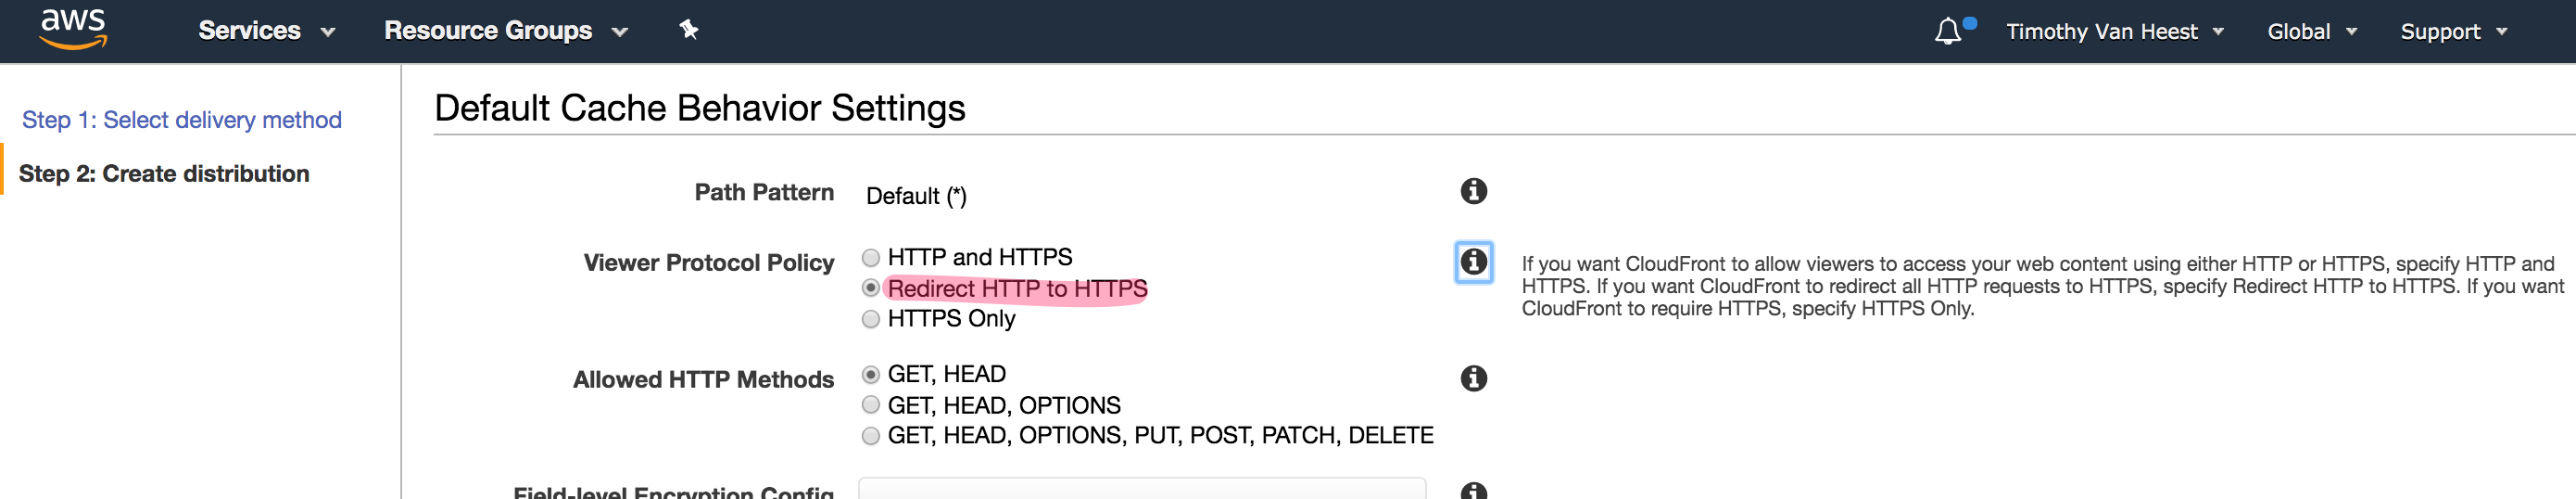 aws Services Resource Groups Timothy Van Heest Global Support
Step 1: Select delivery method
Step 2: Create distribution
Default Cache Behavior Settings
Path Pattern Default (*)
Viewer Protocol Policy
HTTP and HTTPS
Redirect HTTP to HTTPS
HTTPS Only
If you want CloudFront to allow viewers to access your web content using either HTTP or HTTPS, specify HTTP and
HTTPS. If you want CloudFront to redirect all HTTP requests to HTTPS, specify Redirect HTTP to HTTPS. If you want
CloudFront to require HTTPS, specify HTTPS Only.
Allowed HTTP Methods
GET, HEAD
GET, HEAD, OPTIONS
GET, HEAD, OPTIONS, PUT, POST, PATCH, DELETE
Field-level Encryption Config